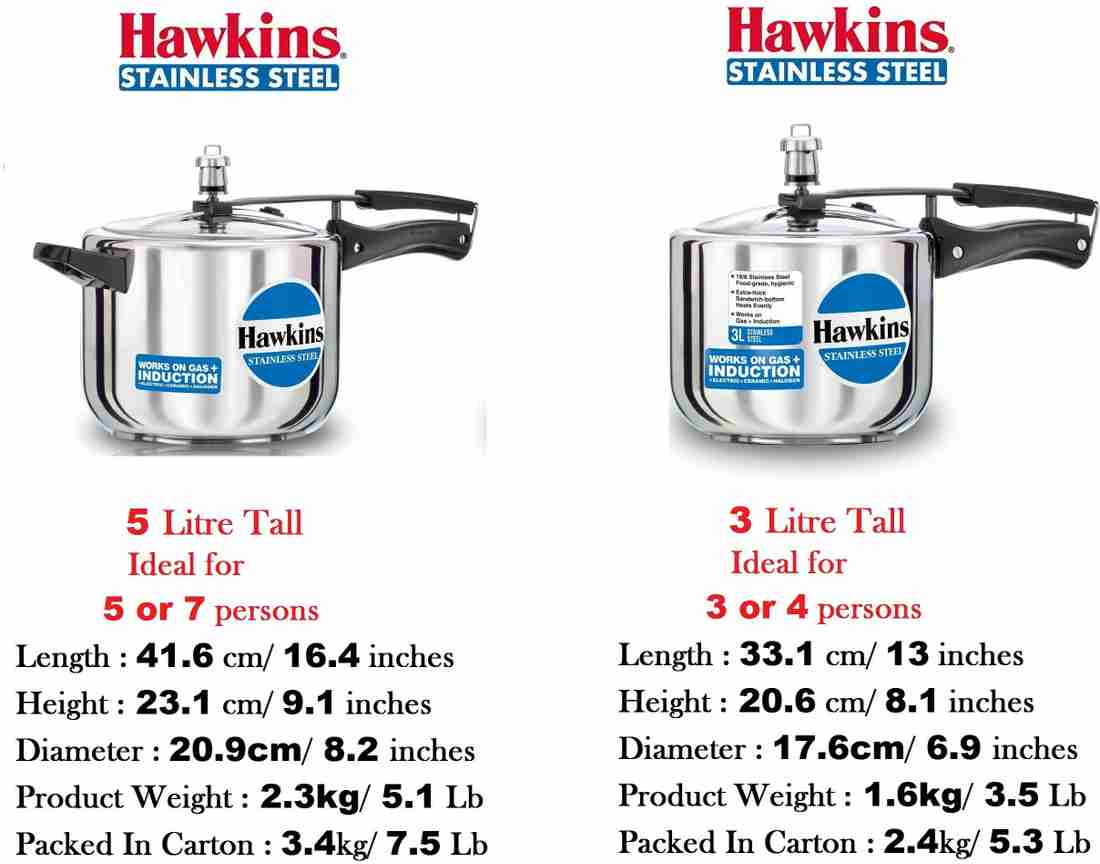 Hawkins®
STAINLESS STEEL
Hawkins
STAINLESS STEEL
WORKS ON GAS +
INDUCTION
• ELECTRIC • CERAMIC • HALOGEN
5 Litre Tall
Ideal for
5 or 7 persons
Length : 41.6 cm/ 16.4 inches
Height : 23.1 cm/ 9.1 inches
Diameter : 20.9cm/ 8.2 inches
Product Weight : 2.3kg/ 5.1 Lb
Packed In Carton : 3.4kg/ 7.5 Lb
Hawkins®
STAINLESS STEEL
• 18/8 Stainless Steel
Food-grade, hygienic
• Extra-thick
Sandwich-bottom
Heats Evenly
• Works on
Gas + Induction
3L STAINLESS
STEEL
Hawkins
STAINLESS STEEL
WORKS ON GAS +
INDUCTION
• ELECTRIC • CERAMIC • HALOGEN
3 Litre Tall
Ideal for
3 or 4 persons
Length : 33.1 cm/ 13 inches
Height : 20.6 cm/ 8.1 inches
Diameter : 17.6cm/ 6.9 inches
Product Weight : 1.6kg/ 3.5 Lb
Packed In Carton : 2.4kg/ 5.3 Lb